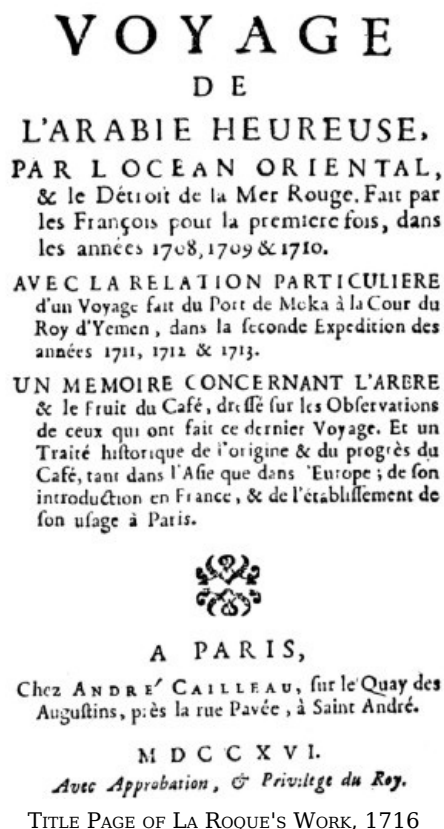 VOYAGE
DE
L'ARABIE HEUREUSE,
PAR L OCEAN ORIENTAL,
& le Détroit de la Mer Rouge. Fait par
les François pour la premiere fois, dans
les années 1708, 1709 & 1710.
AVEC LA RELATION PARTICULIERE
d'un Voyage fait du Port de Moka à la Cour du
Roy d'Yemen, dans la seconde Expedition des
années 1711, 1712 & 1713.
UN MEMOIRE CONCERNANT L'ARBRE
& le Fruit du Café, dressé sur les Observations
de ceux qui ont fait ce dernier Voyage. Et un
Traité historique de l'origine & du progrès du
Café, tant dans l'Asie que dans 'Europe; de son
introduction en France, & de l'établissement de
son usage à Paris.
A PARIS,
Chez ANDRE' CAILLEAU, sur le Quay des
Augustins, près la rue Pavée, à Saint André.
MDCCXVI.
Avec Approbation, & Privilege du Roy.
TITLE PAGE OF LA ROQUE'S WORK, 1716